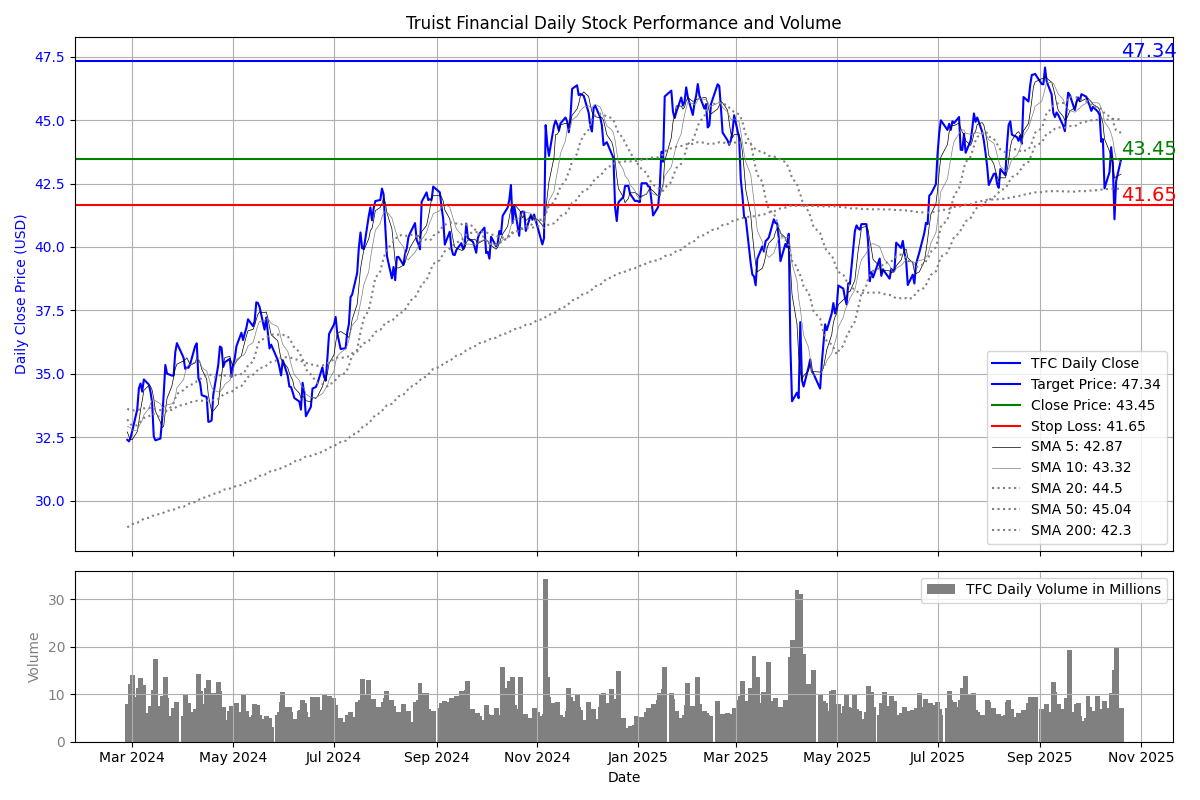 Truist Financial Daily Stock Performance and Volume
47.5
45.0
42.5
40.0
37.5
35.0
32.5
30.0
Daily Close Price (USD)
47.34
43.45
41.65
TFC Daily Close
Target Price: 47.34
Close Price: 43.45
Stop Loss: 41.65
SMA 5: 42.87
SMA 10: 43.32
SMA 20: 44.5
SMA 50: 45.04
SMA 200: 42.3
30
20
10
0
Volume
TFC Daily Volume in Millions
Mar 2024 May 2024 Jul 2024 Sep 2024 Nov 2024 Jan 2025 Mar 2025 May 2025 Jul 2025 Sep 2025 Nov 2025
Date